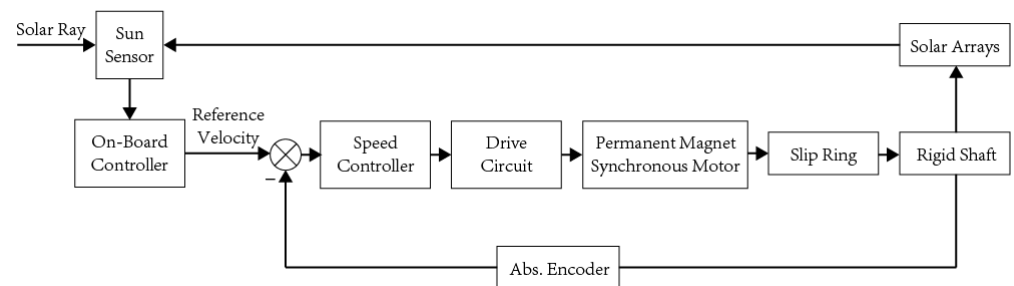 Solar Ray
Sun
Sensor
Solar Arrays
On-Board
Controller
Reference
Velocity
Speed
Controller
Drive
Circuit
Permanent Magnet
Synchronous Motor
Slip Ring
Rigid Shaft
–
Abs. Encoder